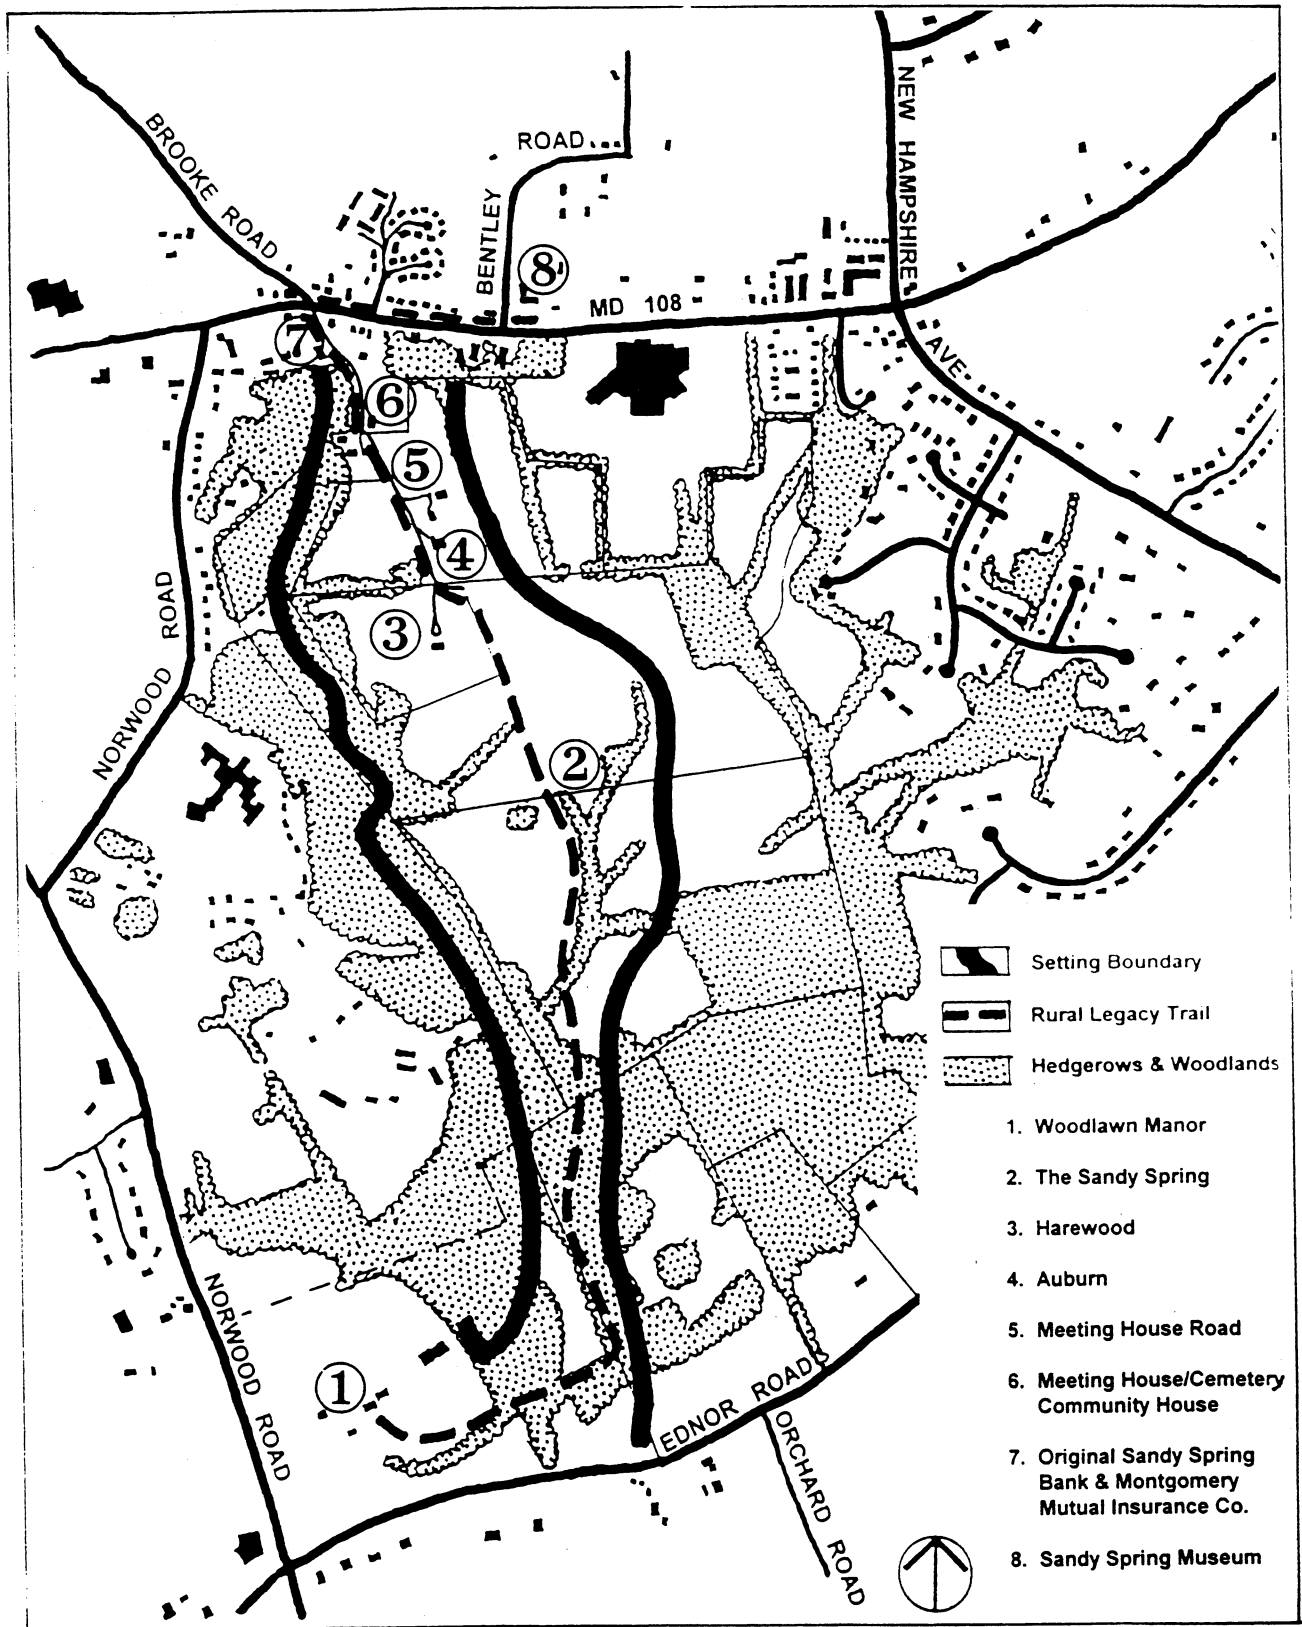 BROOKE ROAD
ROAD
BENTLEY
NEW HAMPSHIRE
AVE
MD 108
NORWOOD ROAD
NORWOOD ROAD
EDNOR ROAD
ORCHARD ROAD
8
7
6
5
4
3
2
1
Setting Boundary
Rural Legacy Trail
Hedgerows & Woodlands
1. Woodlawn Manor
2. The Sandy Spring
3. Harewood
4. Auburn
5. Meeting House Road
6. Meeting House/Cemetery
Community House
7. Original Sandy Spring
Bank & Montgomery
Mutual Insurance Co.
8. Sandy Spring Museum